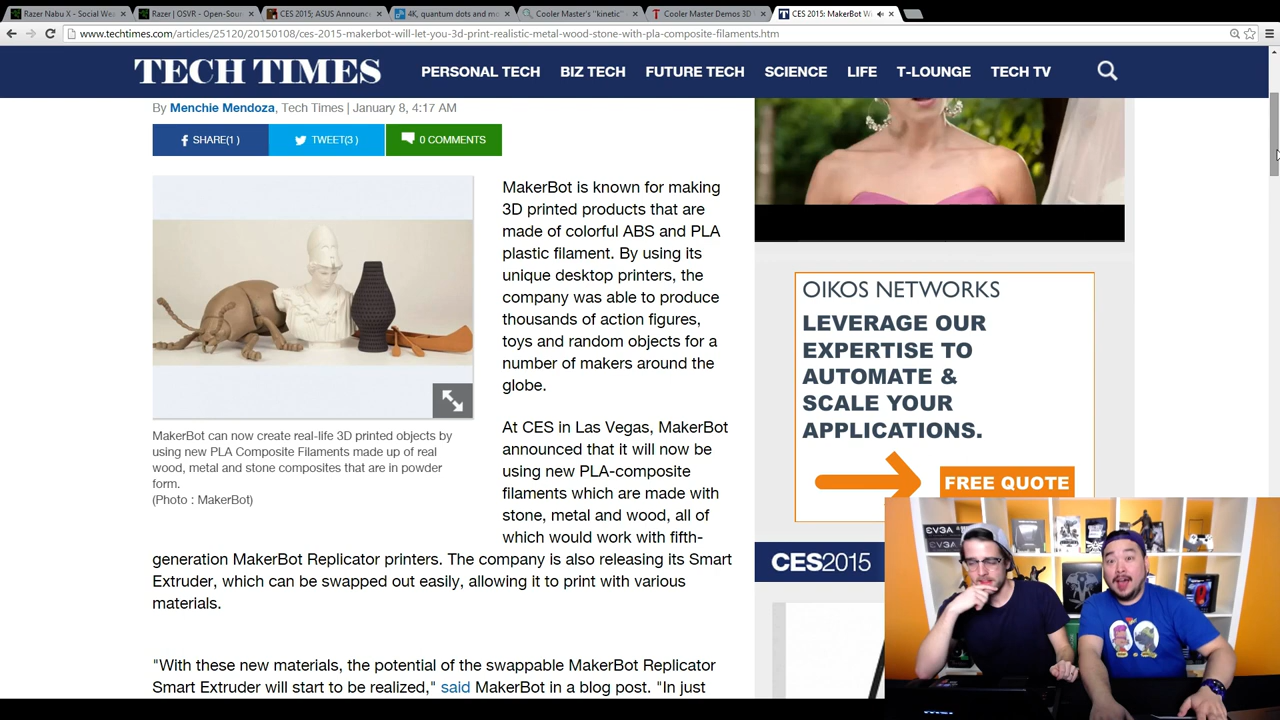 Razer Nabu X - Social Wea
Razer | OSVR - Open-Sou
CES 2015; ASUS Announc
4K, quantum dots and mo
Cooler Master's "kinetic"
Cooler Master Demos 3D
CES 2015: MakerBot Wi
www.techtimes.com/articles/25120/20150108/ces-2015-makerbot-will-let-you-3d-print-realistic-metal-wood-stone-with-pla-composite-filaments.htm
TECH TIMES
PERSONAL TECH BIZ TECH FUTURE TECH SCIENCE LIFE T-LOUNGE TECH TV
By Menchie Mendoza, Tech Times | January 8, 4:17 AM
SHARE(1 ) TWEET(3 ) 0 COMMENTS
MakerBot can now create real-life 3D printed objects by
using new PLA Composite Filaments made up of real
wood, metal and stone composites that are in powder
form.
(Photo : MakerBot)
MakerBot is known for making
3D printed products that are
made of colorful ABS and PLA
plastic filament. By using its
unique desktop printers, the
company was able to produce
thousands of action figures,
toys and random objects for a
number of makers around the
globe.
At CES in Las Vegas, MakerBot
announced that it will now be
using new PLA-composite
filaments which are made with
stone, metal and wood, all of
which would work with fifth-
generation MakerBot Replicator printers. The company is also releasing its Smart
Extruder, which can be swapped out easily, allowing it to print with various
materials.
"With these new materials, the potential of the swappable MakerBot Replicator
Smart Extruder will start to be realized," said MakerBot in a blog post. "In just
OIKOS NETWORKS
LEVERAGE OUR
EXPERTISE TO
AUTOMATE &
SCALE YOUR
APPLICATIONS.
FREE QUOTE
CES2015
EVGA